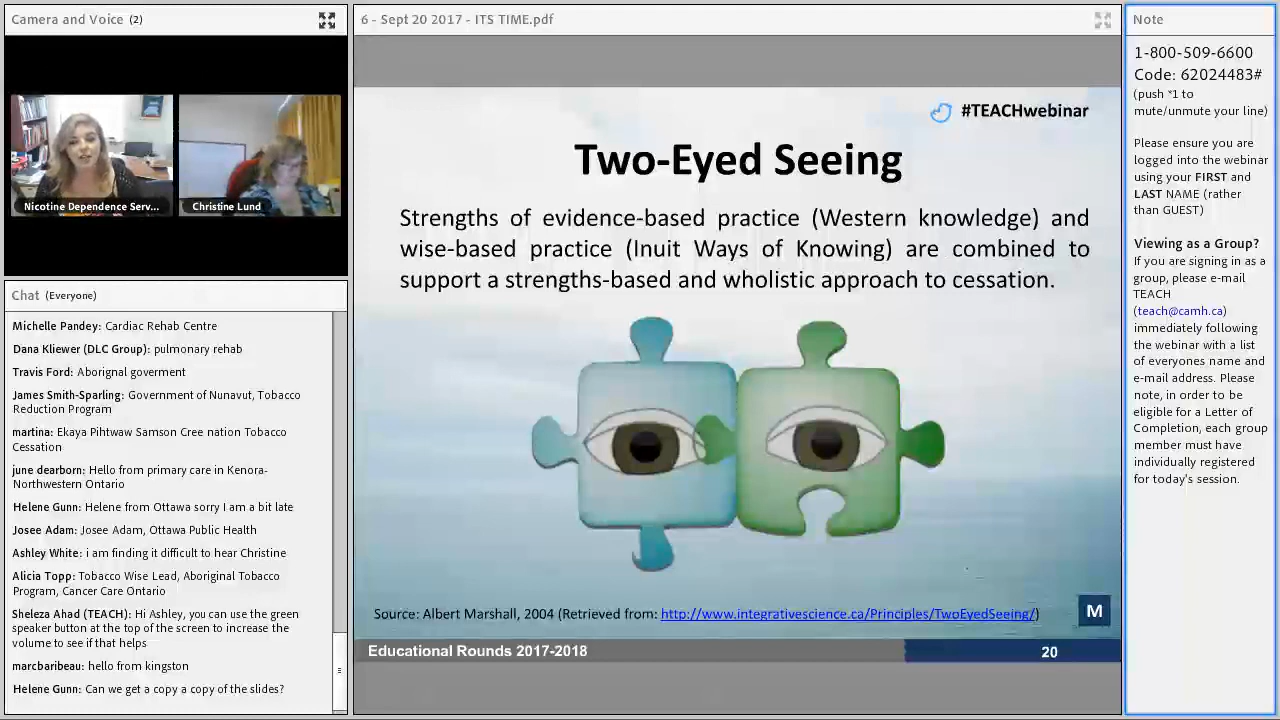 Camera and Voice (2)
Nicotine Dependence Serv...
Christine Lund
Chat (Everyone)
Michelle Pandey: Cardiac Rehab Centre
Dana Kliewer (DLC Group): pulmonary rehab
Travis Ford: Aborignal goverment
James Smith-Sparling: Government of Nunavut, Tobacco
Reduction Program
martina: Ekaya Pihtwaw Samson Cree nation Tobacco
Cessation
june dearborn: Hello from primary care in Kenora-
Northwestern Ontario
Helene Gunn: Helene from Ottawa sorry I am a bit late
Josee Adam: Josee Adam, Ottawa Public Health
Ashley White: i am finding it difficult to hear Christine
Alicia Topp: Tobacco Wise Lead, Aboriginal Tobacco
Program, Cancer Care Ontario
Sheleza Ahad (TEACH): Hi Ashley, you can use the green
speaker button at the top of the screen to increase the
volume to see if that helps
marcbaribeau: hello from kingston
Helene Gunn: Can we get a copy a copy of the slides?
6 - Sept 20 2017 - ITS TIME.pdf
#TEACHwebinar
Two-Eyed Seeing
Strengths of evidence-based practice (Western knowledge) and
wise-based practice (Inuit Ways of Knowing) are combined to
support a strengths-based and wholistic approach to cessation.
Source: Albert Marshall, 2004 (Retrieved from: http://www.integrativescience.ca/Principles/TwoEyedSeeing/)
M
Educational Rounds 2017-2018
20
Note
1-800-509-6600
Code: 62024483#
(push *1 to
mute/unmute your line)
Please ensure you are
logged into the webinar
using your FIRST and
LAST NAME (rather
than GUEST)
Viewing as a Group?
If you are signing in as a
group, please e-mail
TEACH
(teach@camh.ca)
immediately following
the webinar with a list
of everyones name and
e-mail address. Please
note, in order to be
eligible for a Letter of
Completion, each group
member must have
individually registered
for today's session.